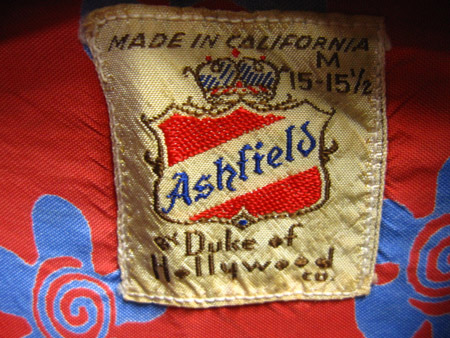 MADE IN CALIFORNIA
M
15-15½
Ashfield
Duke of
Hollywood
CO.